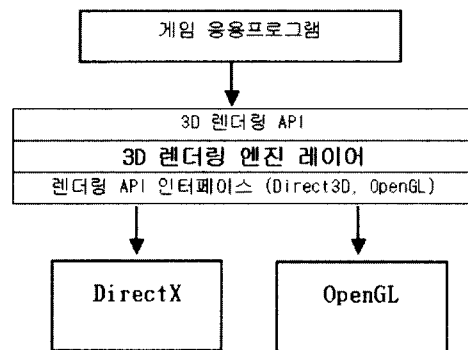 게임 응용프로그램
3D 렌더링 API
3D 렌더링 엔진 레이어
렌더링 API 인터페이스 (Direct3D, OpenGL)
DirectX
OpenGL